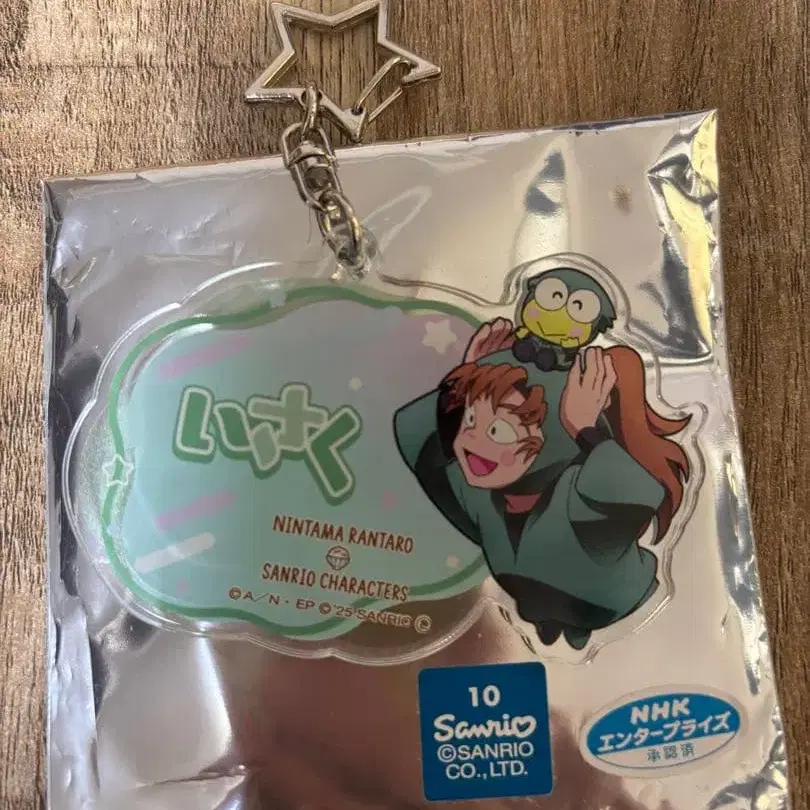 いさく
NINTAMA RANTARO
SANRIO CHARACTERS
©A／N・EP ©'25 SANRIO Ⓛ
10
Sanrio
©SANRIO
CO.,LTD.
NHK
エンタープライズ
承認済